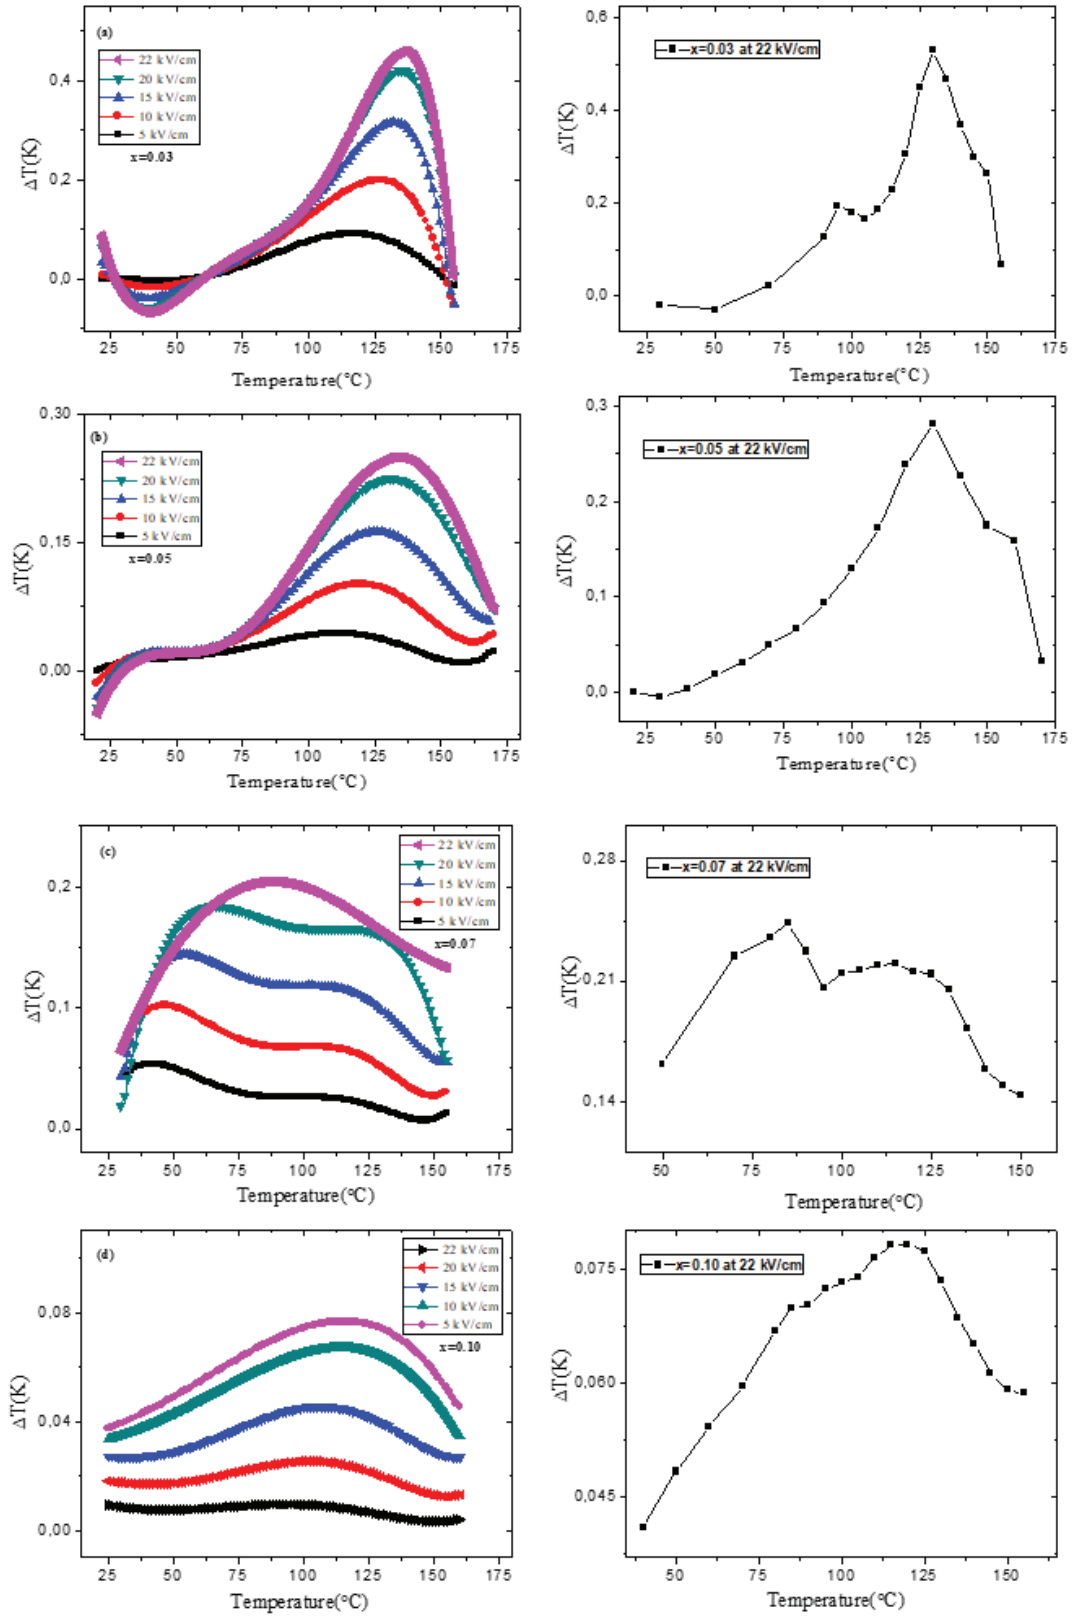 (a)
22 kV/cm
20 kV/cm
15 kV/cm
10 kV/cm
5 kV/cm
x=0.03
0,4
0,2
0,0
ΔT(K)
25 50 75 100 125 150 175
Temperature(°C)
x=0.03 at 22 kV/cm
0,6
0,5
0,3
0,2
0,0
ΔT(K)
25 50 75 100 125 150 175
Temperature(°C)
(b)
22 kV/cm
20 kV/cm
15 kV/cm
10 kV/cm
5 kV/cm
x=0.05
0,30
0,15
0,00
ΔT(K)
25 50 75 100 125 150 175
Temperature(°C)
x=0.05 at 22 kV/cm
0,3
0,2
0,1
0,0
ΔT(K)
25 50 75 100 125 150 175
Temperature(°C)
(c)
22 kV/cm
20 kV/cm
15 kV/cm
10 kV/cm
5 kV/cm
x=0.07
0,2
0,1
0,0
ΔT(K)
25 50 75 100 125 150 175
Temperature(°C)
x=0.07 at 22 kV/cm
0,28
0,21
0,14
ΔT(K)
50 75 100 125 150
Temperature(°C)
(d)
22 kV/cm
20 kV/cm
15 kV/cm
10 kV/cm
5 kV/cm
x=0.10
0,08
0,04
0,00
ΔT(K)
25 50 75 100 125 150 175
Temperature(°C)
x=0.10 at 22 kV/cm
0,075
0,060
0,045
ΔT(K)
50 75 100 125 150
Temperature(°C)